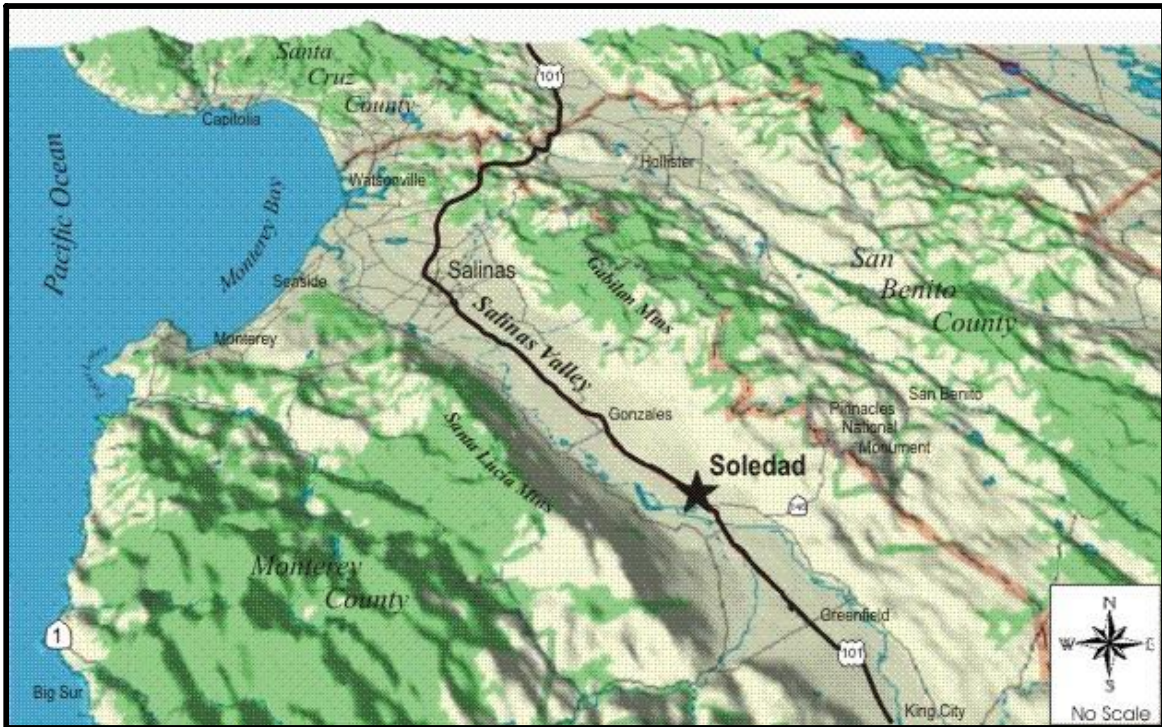 Santa
Cruz
County
101
Capitolia
Pacific Ocean
Hollister
Watsonville
Monterey Bay
Salinas
Seaside
Gabilan Mtns
San
Benito
County
Monterey
Salinas Valley
San Benito
Pinnacles
National
Monument
Gonzales
Santa Lucia Mtns
Soledad
146
Monterey
County
Greenfield
1
101
Big Sur
King City
N
W
E
S
No Scale